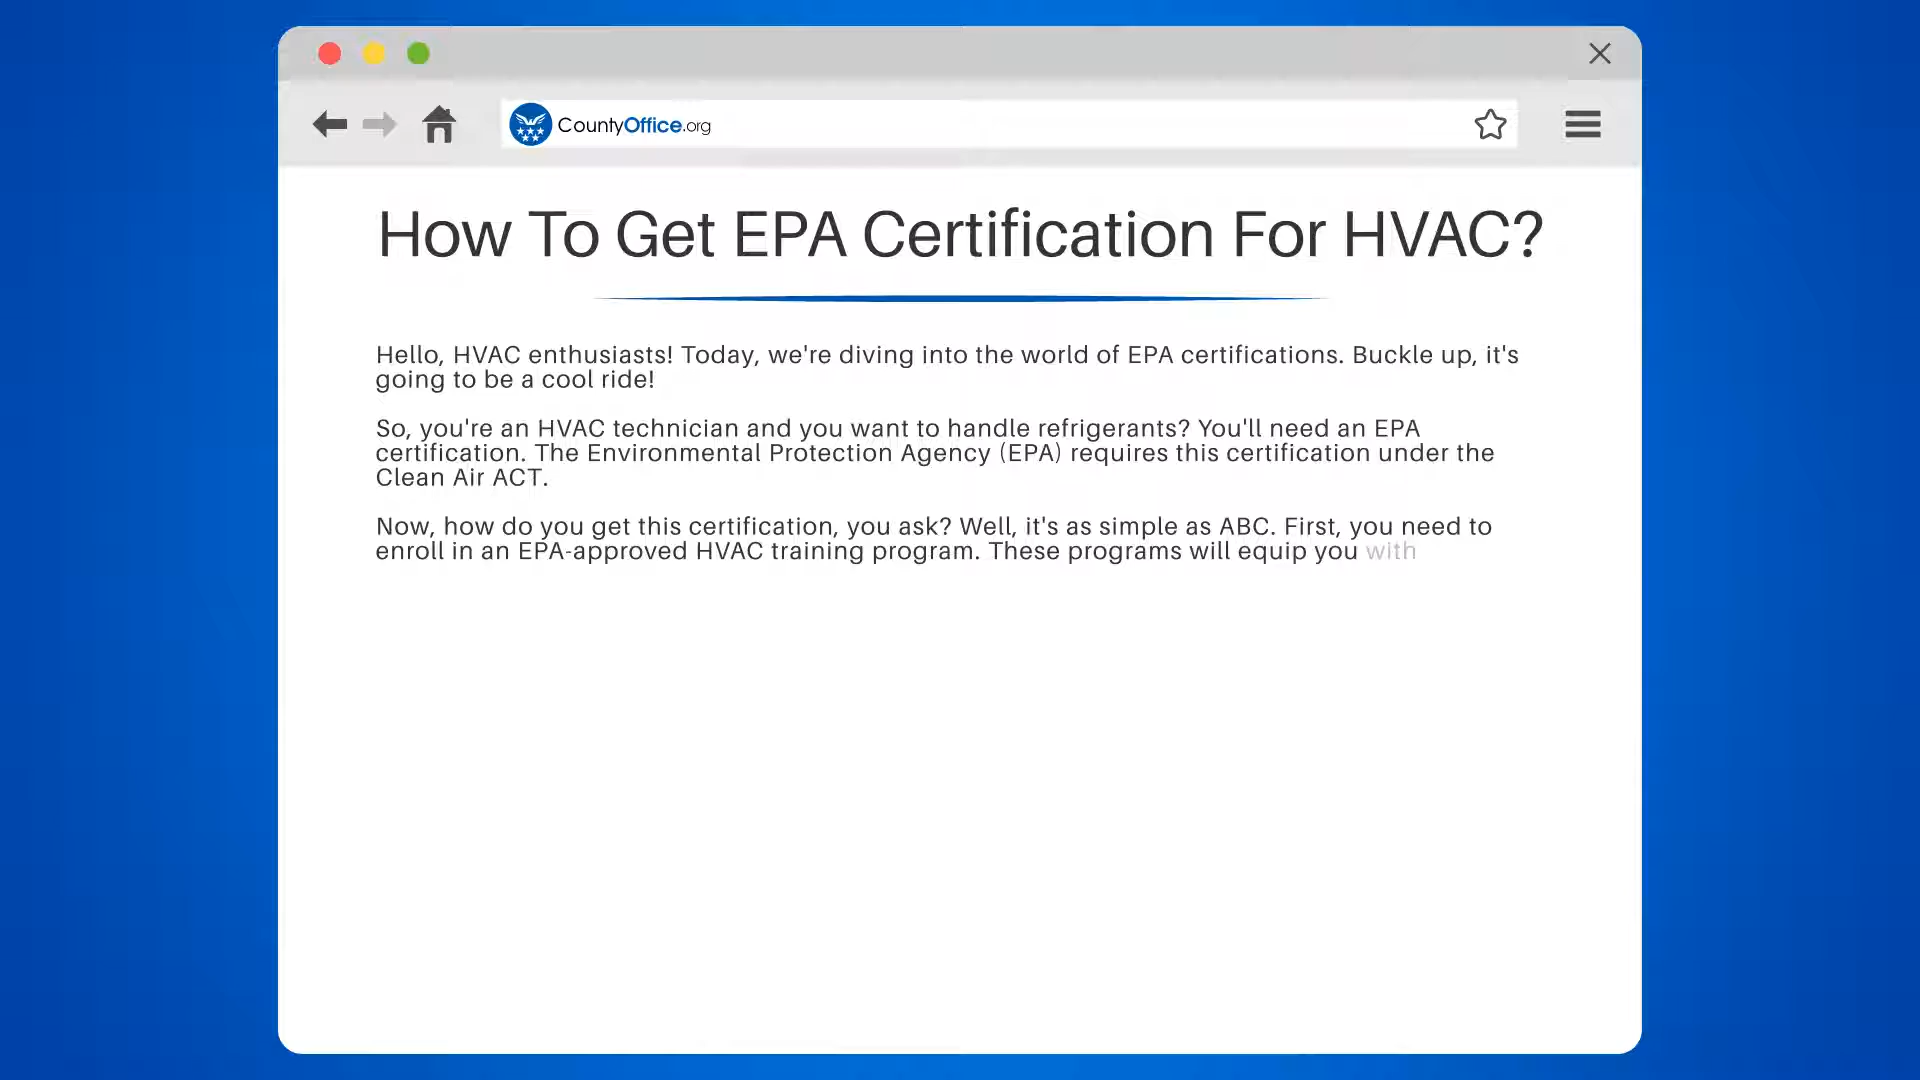 CountyOffice.org
How To Get EPA Certification For HVAC?
Hello, HVAC enthusiasts! Today, we're diving into the world of EPA certifications. Buckle up, it's
going to be a cool ride!
So, you're an HVAC technician and you want to handle refrigerants? You'll need an EPA
certification. The Environmental Protection Agency (EPA) requires this certification under the
Clean Air ACT.
Now, how do you get this certification, you ask? Well, it's as simple as ABC. First, you need to
enroll in an EPA-approved HVAC training program. These programs will equip you with